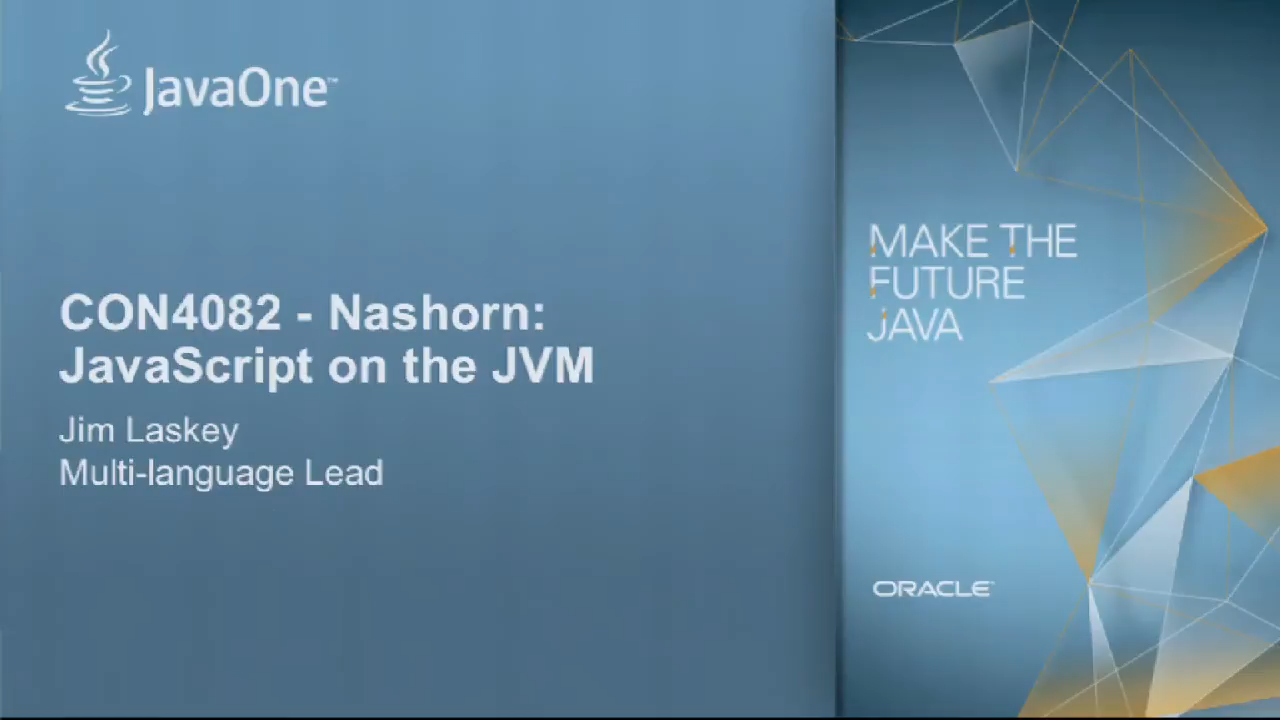 JavaOne™
CON4082 - Nashorn:
JavaScript on the JVM
Jim Laskey
Multi-language Lead
MAKE THE
FUTURE
JAVA
ORACLE